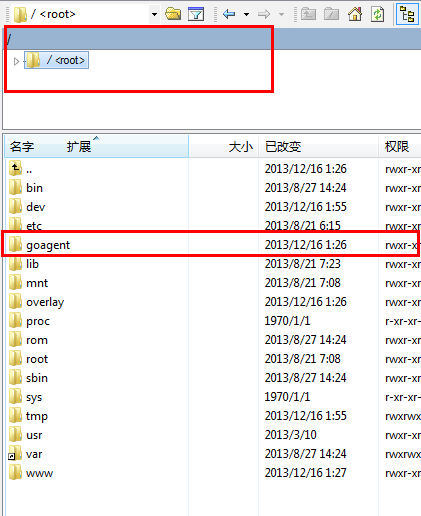 / <root>
/
/ <root>
名字 扩展 大小 已改变 权限
.. 2013/12/16 1:26 rwxr-xr
bin 2013/8/27 14:24 rwxr-xr
dev 2013/12/16 1:55 rwxr-xr
etc 2013/8/21 6:15 rwxr-xr
goagent 2013/12/16 1:26 rwxr-xr
lib 2013/8/21 7:23 rwxr-xr
mnt 2013/8/21 7:08 rwxr-xr
overlay 2013/12/16 1:26 rwxr-xr
proc 1970/1/1 r-xr-xr-
rom 2013/8/27 14:24 rwxr-xr
root 2013/8/21 7:08 rwxr-xr
sbin 2013/8/27 14:24 rwxr-xr
sys 1970/1/1 r-xr-xr-
tmp 2013/12/16 1:55 rwxrwx
usr 2013/3/10 rwxr-xr
var 2013/8/27 14:24 rwxrwx
www 2013/12/16 1:27 rwxr-xr